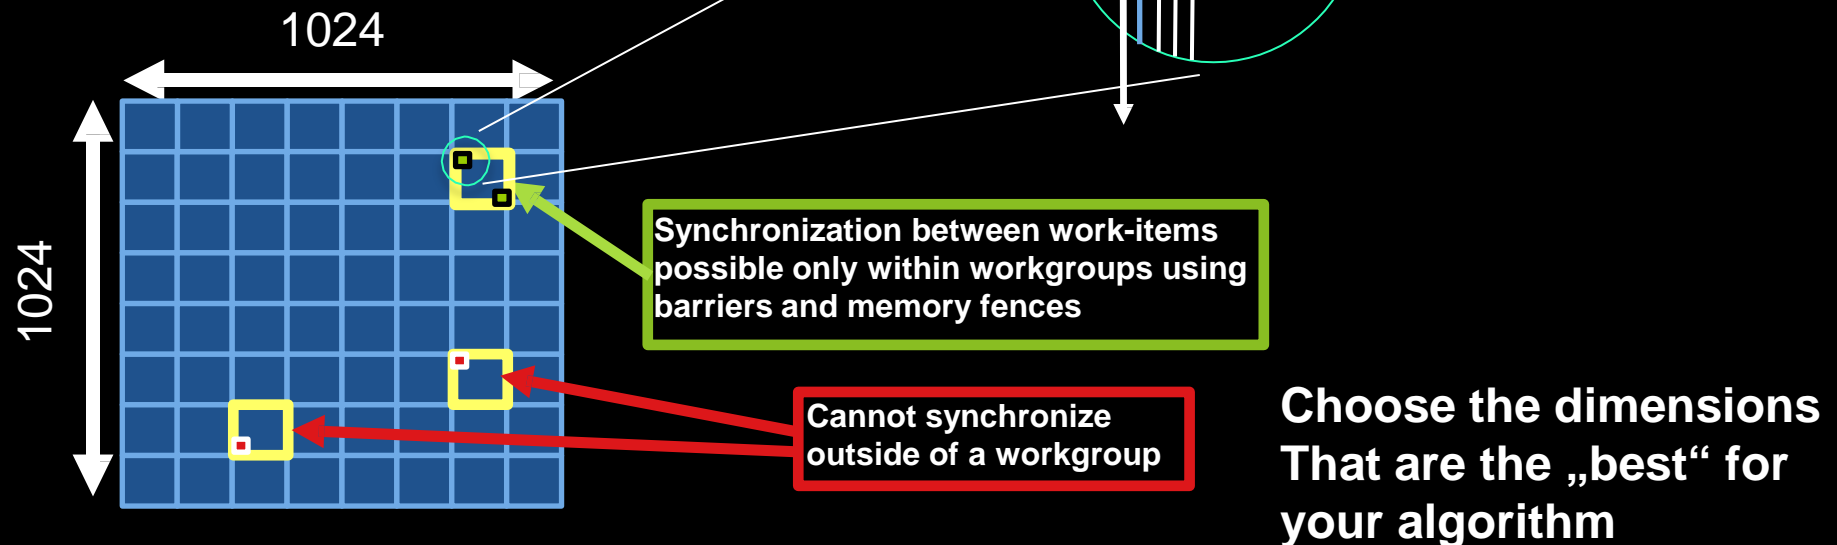 1024
1024
Synchronization between work-items
possible only within workgroups using
barriers and memory fences
Cannot synchronize
outside of a workgroup
Choose the dimensions
That are the „best“ for
your algorithm